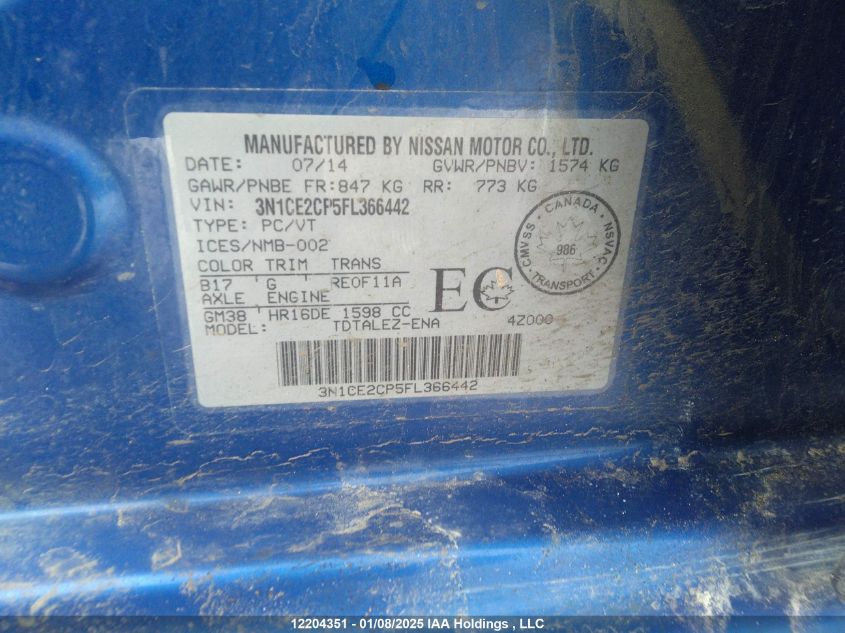 MANUFACTURED BY NISSAN MOTOR CO., LTD.
DATE: 07/14 GVWR/PNBV: 1574 KG
GAWR/PNBE FR: 847 KG RR: 773 KG
VIN: 3N1CE2CP5FL366442
TYPE: PC/VT
ICES/NMB-002
COLOR TRIM TRANS
B17 G RE0F11A
AXLE ENGINE
GM38 HR16DE 1598 CC
MODEL: TDTALEZ-ENA 4Z000
EC
CANADA
CMVSS 986 NSVAC
TRANSPORT
3N1CE2CP5FL366442
12204351 - 01/08/2025 IAA Holdings , LLC